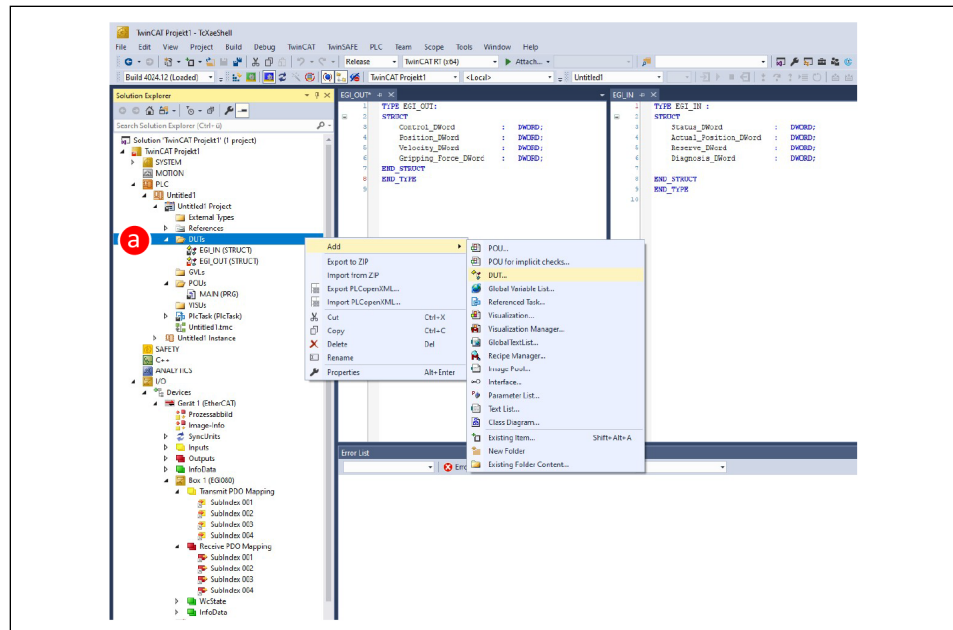 TwinCAT Projekt1 - TcXaeShell
File Edit View Project Build Debug TwinCAT TwinSAFE PLC Team Scope Tools Window Help
Release TwinCAT RT (x64) Attach...
Build 4024.12 (Loaded) TwinCAT Projekt1 <Local> Untitled1
Solution Explorer
Search Solution Explorer (Ctrl+ü)
Solution 'TwinCAT Projekt1' (1 project)
TwinCAT Projekt1
SYSTEM
MOTION
PLC
Untitled1
Untitled1 Project
External Types
References
a
DUTs
EGI_IN (STRUCT)
EGI_OUT (STRUCT)
GVLs
POUs
MAIN (PRG)
VISUs
PlcTask (PlcTask)
Untitled1.tmc
Untitled1 Instance
SAFETY
C++
ANALYTICS
I/O
Devices
Gerät 1 (EtherCAT)
Prozessabbild
Image-Info
SyncUnits
Inputs
Outputs
InfoData
Box 1 (EGI080)
Transmit PDO Mapping
SubIndex 001
SubIndex 002
SubIndex 003
SubIndex 004
Receive PDO Mapping
SubIndex 001
SubIndex 002
SubIndex 003
SubIndex 004
WcState
InfoData
EGI_OUT*
1 TYPE EGI_OUT:
2 STRUCT
3 Control_DWord : DWORD;
4 Position_DWord : DWORD;
5 Velocity_DWord : DWORD;
6 Gripping_Force_DWord : DWORD;
7 END_STRUCT
8 END_TYPE
9
EGI_IN
1 TYPE EGI_IN :
2 STRUCT
3 Status_DWord : DWORD;
4 Actual_Position_DWord : DWORD;
5 Reserve_DWord : DWORD;
6 Diagnosis_DWord : DWORD;
7
8 END_STRUCT
9 END_TYPE
10
Add
Export to ZIP
Import from ZIP
Export PLCopenXML...
Import PLCopenXML...
Cut Ctrl+X
Copy Ctrl+C
Delete Del
Rename
Properties Alt+Enter
POU...
POU for implicit checks...
DUT...
Global Variable List...
Referenced Task...
Visualization...
Visualization Manager...
GlobalTextList...
Recipe Manager...
Image Pool...
Interface...
Parameter List...
Text List...
Class Diagram...
Existing Item... Shift+Alt+A
New Folder
Existing Folder Content...
Error List